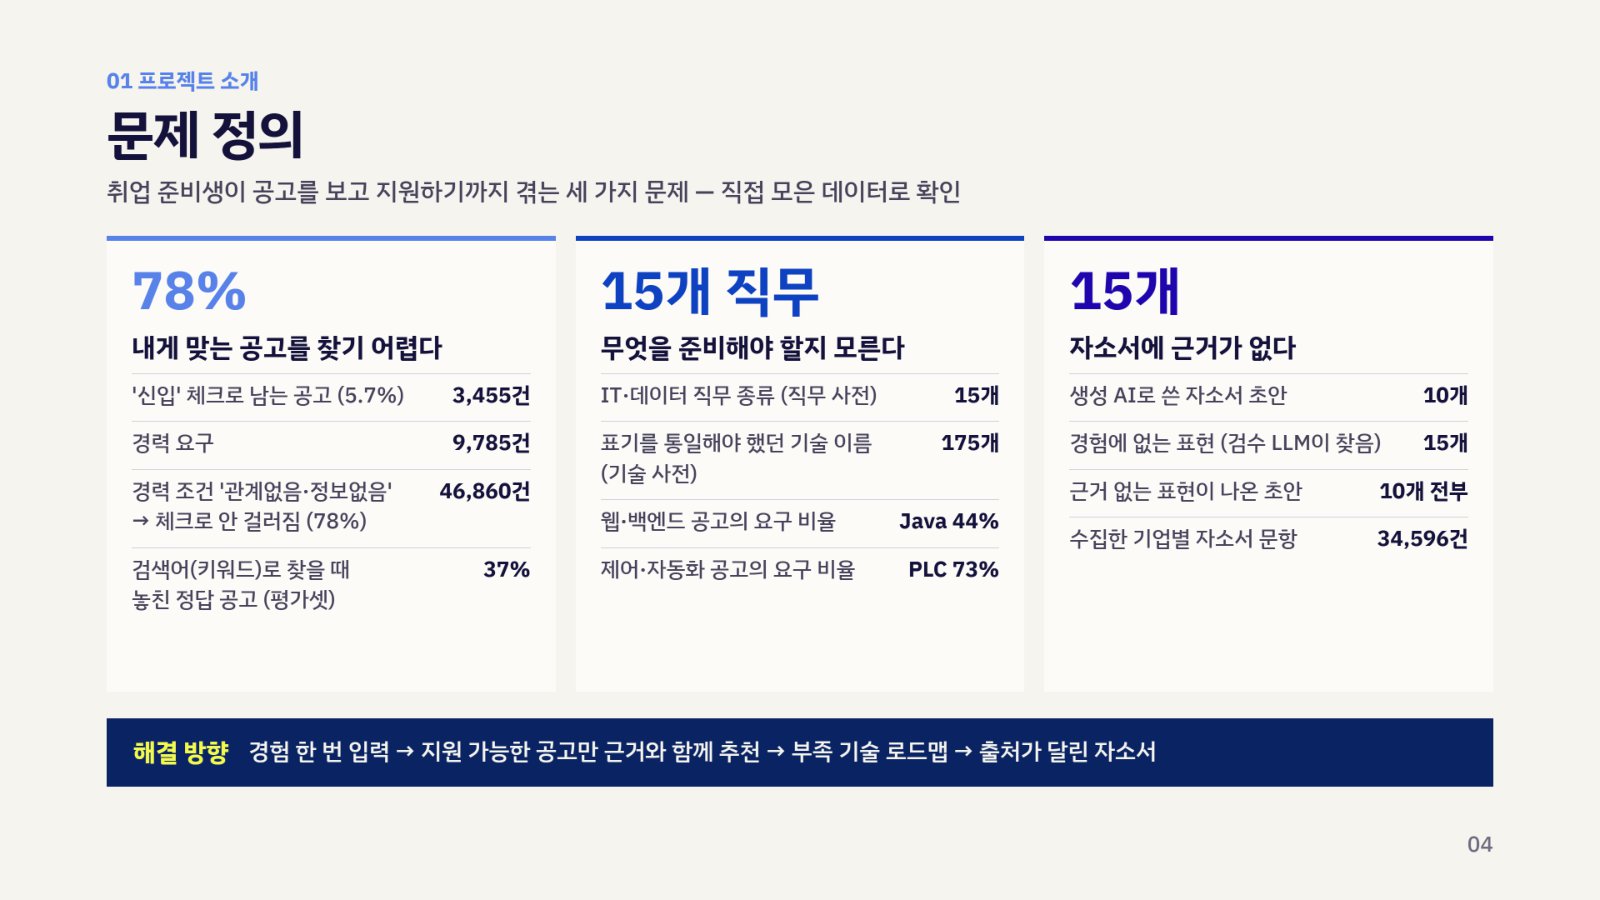 01 프로젝트 소개
문제 정의
취업 준비생이 공고를 보고 지원하기까지 겪는 세 가지 문제 — 직접 모은 데이터로 확인
78%
내게 맞는 공고를 찾기 어렵다
'신입' 체크로 남는 공고 (5.7%) 3,455건
경력 요구 9,785건
경력 조건 '관계없음·정보없음' 46,860건
→ 체크로 안 걸러짐 (78%)
검색어(키워드)로 찾을 때 37%
놓친 정답 공고 (평가셋)
15개 직무
무엇을 준비해야 할지 모른다
IT·데이터 직무 종류 (직무 사전) 15개
표기를 통일해야 했던 기술 이름 175개
(기술 사전)
웹·백엔드 공고의 요구 비율 Java 44%
제어·자동화 공고의 요구 비율 PLC 73%
15개
자소서에 근거가 없다
생성 AI로 쓴 자소서 초안 10개
경험에 없는 표현 (검수 LLM이 찾음) 15개
근거 없는 표현이 나온 초안 10개 전부
수집한 기업별 자소서 문항 34,596건
해결 방향 경험 한 번 입력 → 지원 가능한 공고만 근거와 함께 추천 → 부족 기술 로드맵 → 출처가 달린 자소서
04